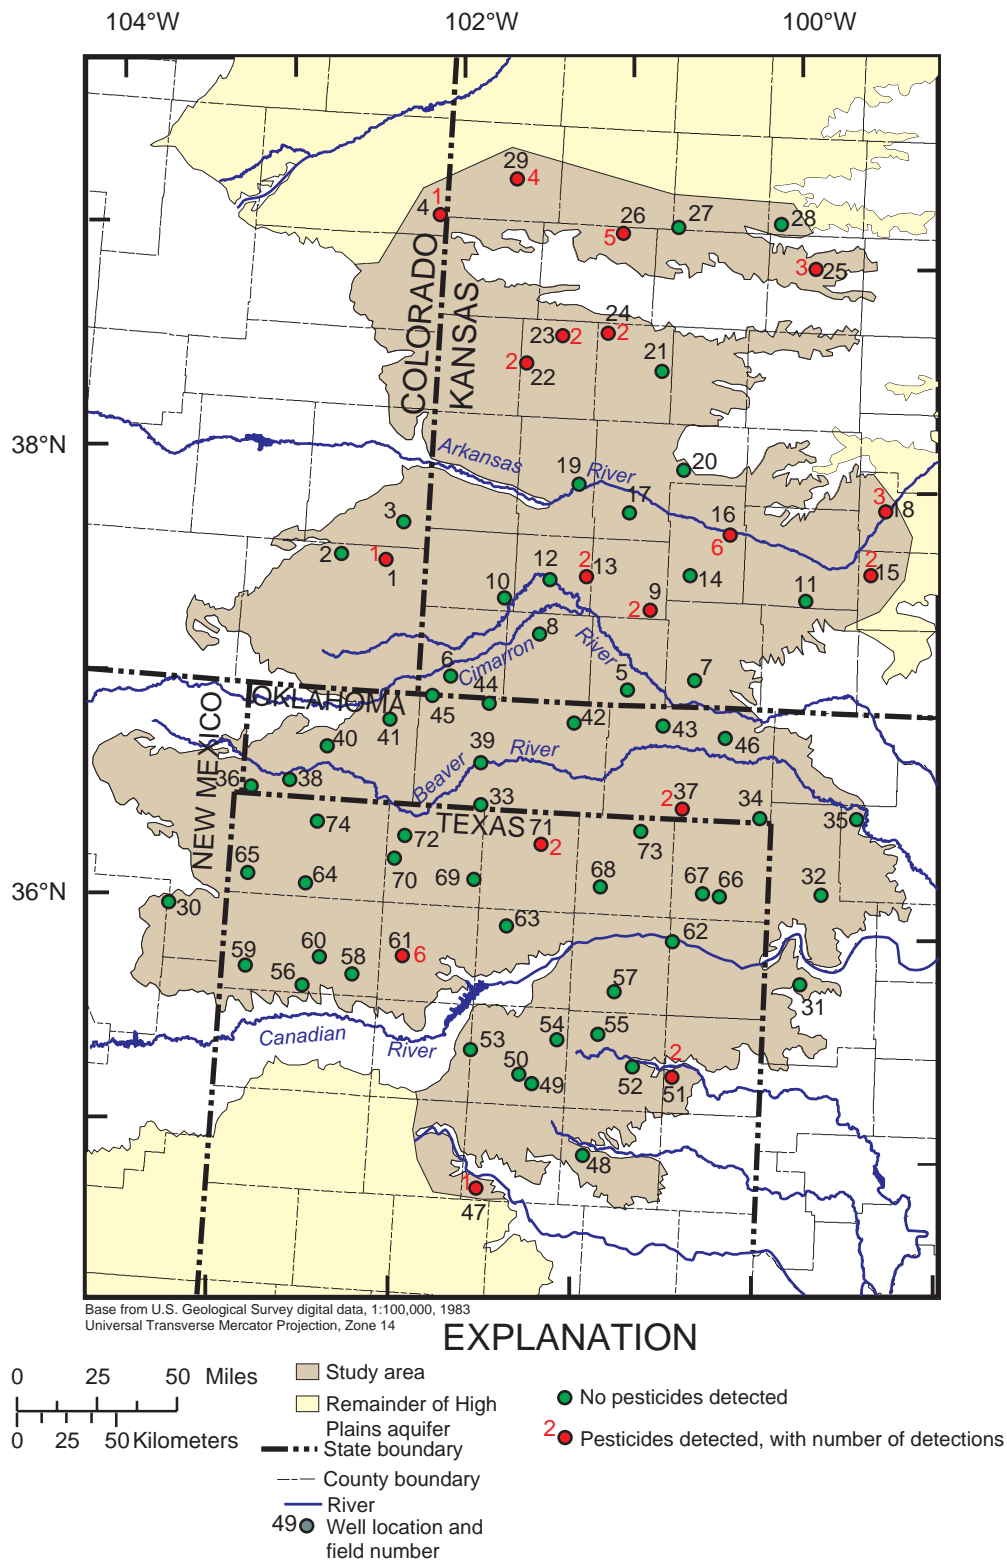 104°W 102°W 100°W
29
4
1
4
26
5
27
28
3
25
COLORADO
KANSAS
24
23
2
2
21
2
22
38°N
Arkansas
River
19
20
3
18
17
16
6
3
2
1
1
12
2
13
10
14
2
15
11
9
2
8
Cimarron
River
6
5
7
44
OKLAHOMA
45
41
42
43
46
NEW MEXICO
40
39
River
Beaver
36
38
33
2
37
34
35
TEXAS
74
72
71
2
73
65
64
70
69
68
67
66
32
36°N
30
63
62
59
60
58
61
6
56
57
31
Canadian
River
53
54
55
50
49
52
2
51
48
1
47
Base from U.S. Geological Survey digital data, 1:100,000, 1983
Universal Transverse Mercator Projection, Zone 14
EXPLANATION
0 25 50 Miles
0 25 50 Kilometers
Study area
Remainder of High
Plains aquifer
State boundary
County boundary
River
49 Well location and
field number
No pesticides detected
2 Pesticides detected, with number of detections